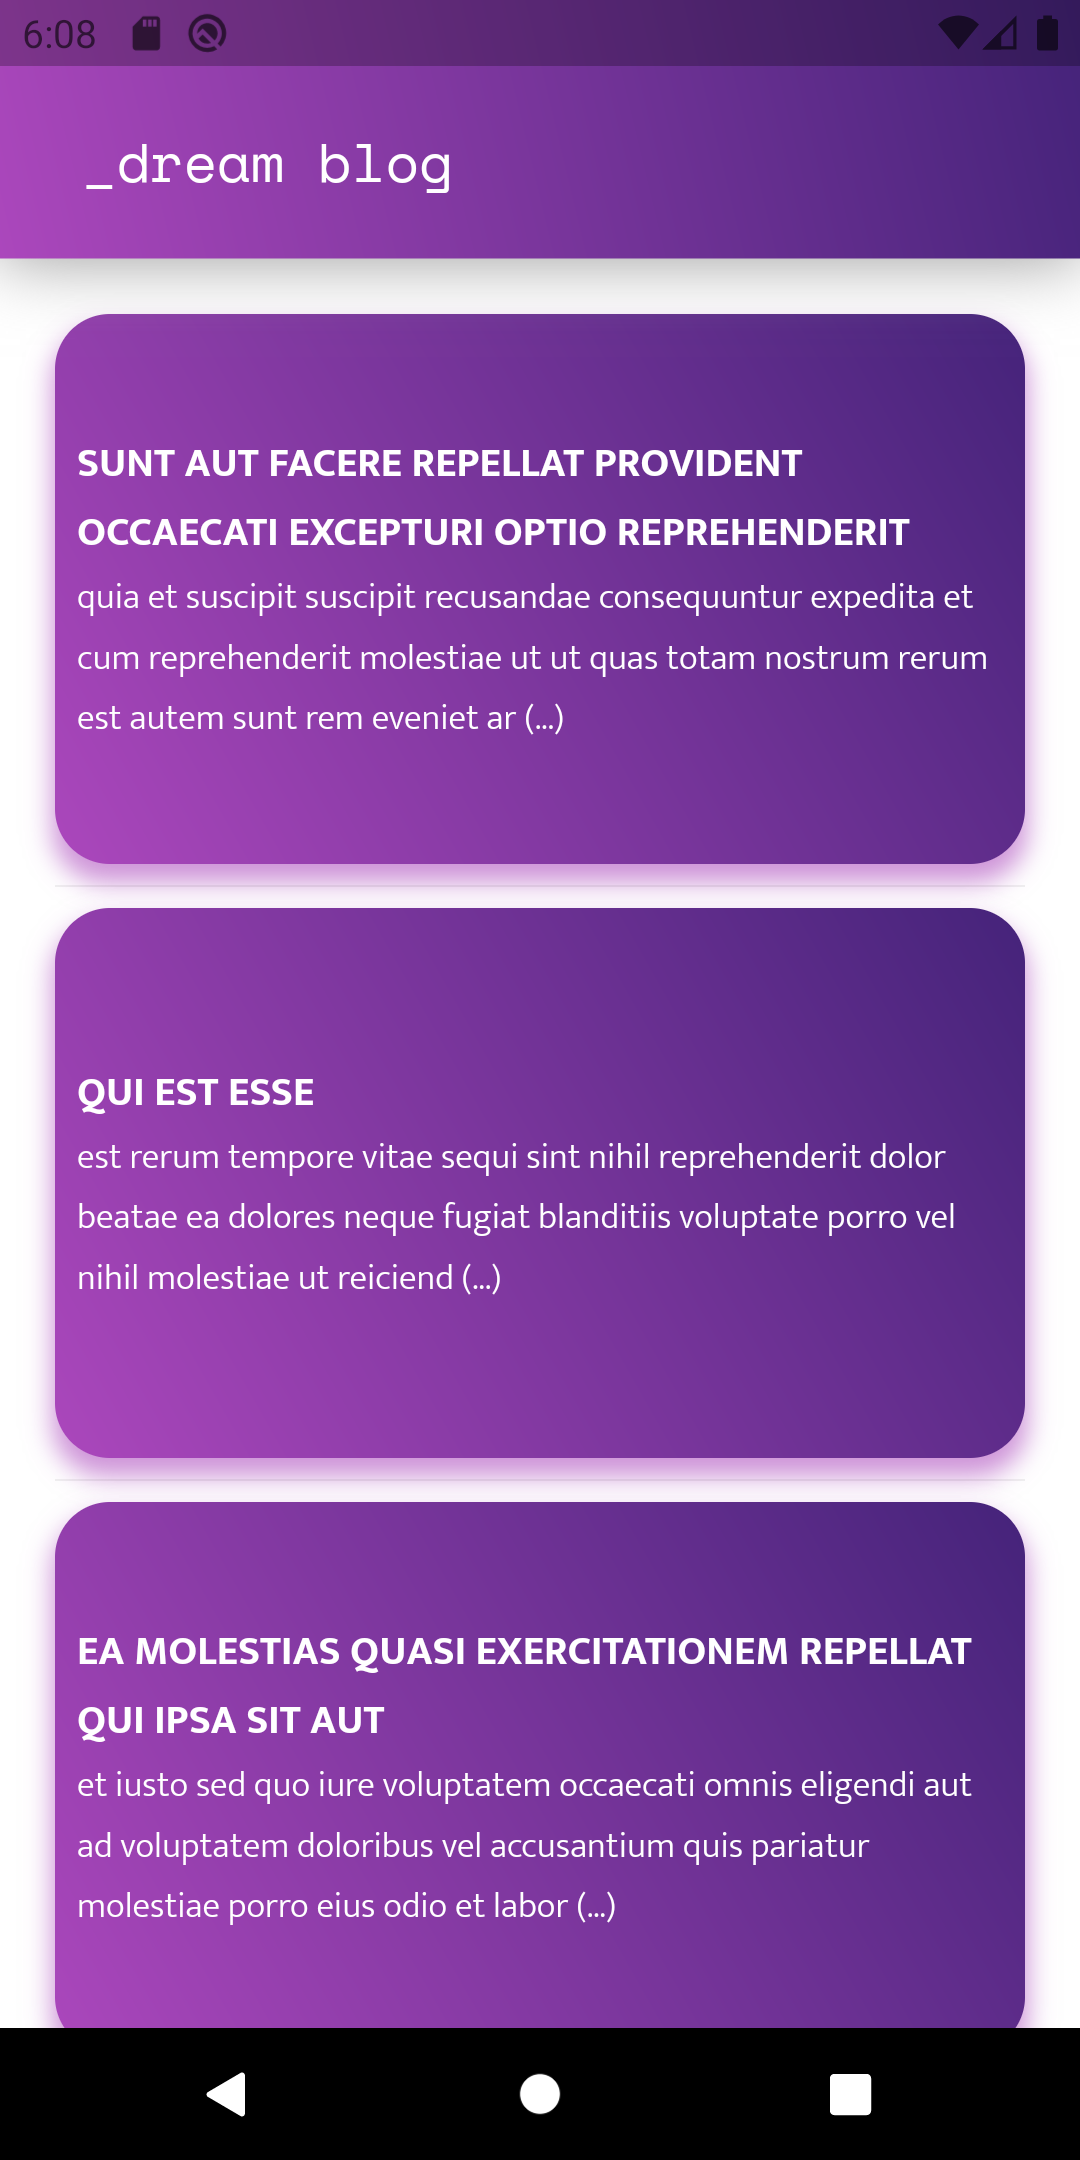 6:08
_dream blog
SUNT AUT FACERE REPELLAT PROVIDENT
OCCAECATI EXCEPTURI OPTIO REPREHENDERIT
quia et suscipit suscipit recusandae consequuntur expedita et
cum reprehenderit molestiae ut ut quas totam nostrum rerum
est autem sunt rem eveniet ar (...)
QUI EST ESSE
est rerum tempore vitae sequi sint nihil reprehenderit dolor
beatae ea dolores neque fugiat blanditiis voluptate porro vel
nihil molestiae ut reiciend (...)
EA MOLESTIAS QUASI EXERCITATIONEM REPELLAT
QUI IPSA SIT AUT
et iusto sed quo iure voluptatem occaecati omnis eligendi aut
ad voluptatem doloribus vel accusantium quis pariatur
molestiae porro eius odio et labor (...)